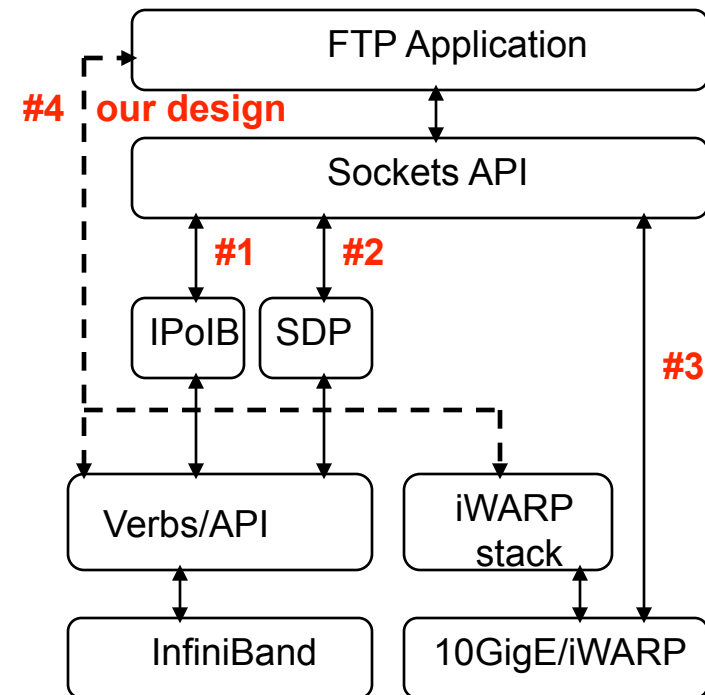 FTP Application
#4 our design
Sockets API
#1
#2
IPoIB
SDP
#3
Verbs/API
iWARP
stack
InfiniBand
10GigE/iWARP